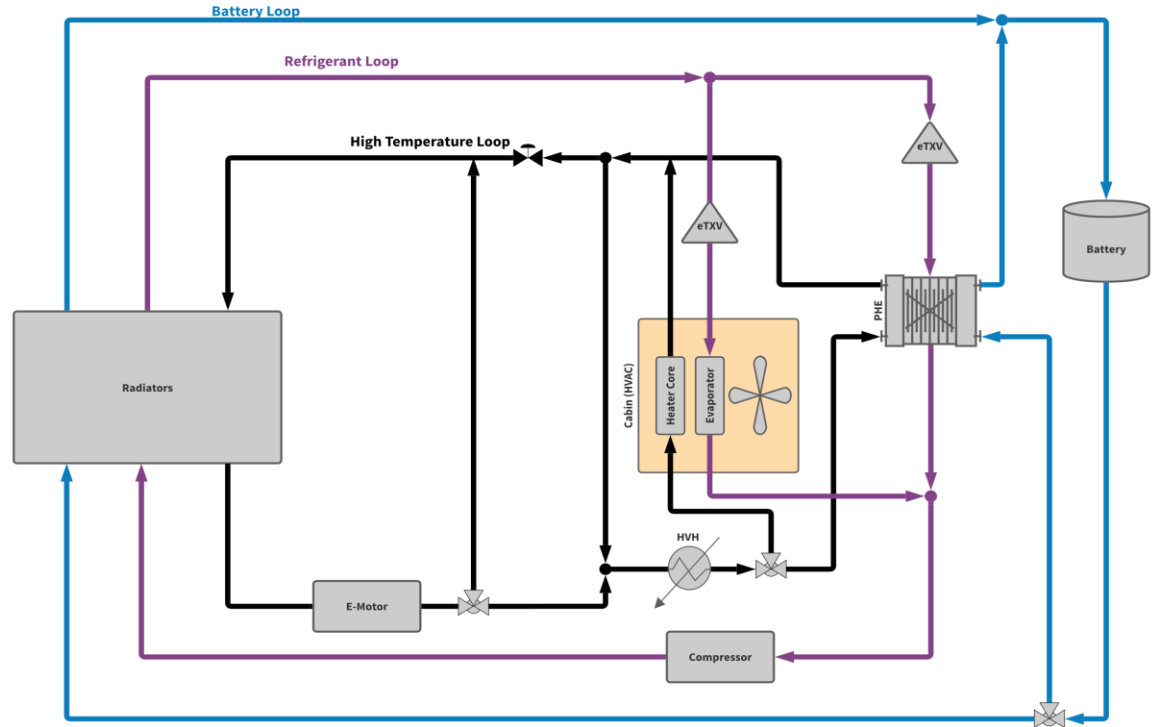 Battery Loop
Refrigerant Loop
High Temperature Loop
eTXV
eTXV
Battery
PHE
Radiators
Cabin (HVAC)
Heater Core
Evaporator
HVH
E-Motor
Compressor